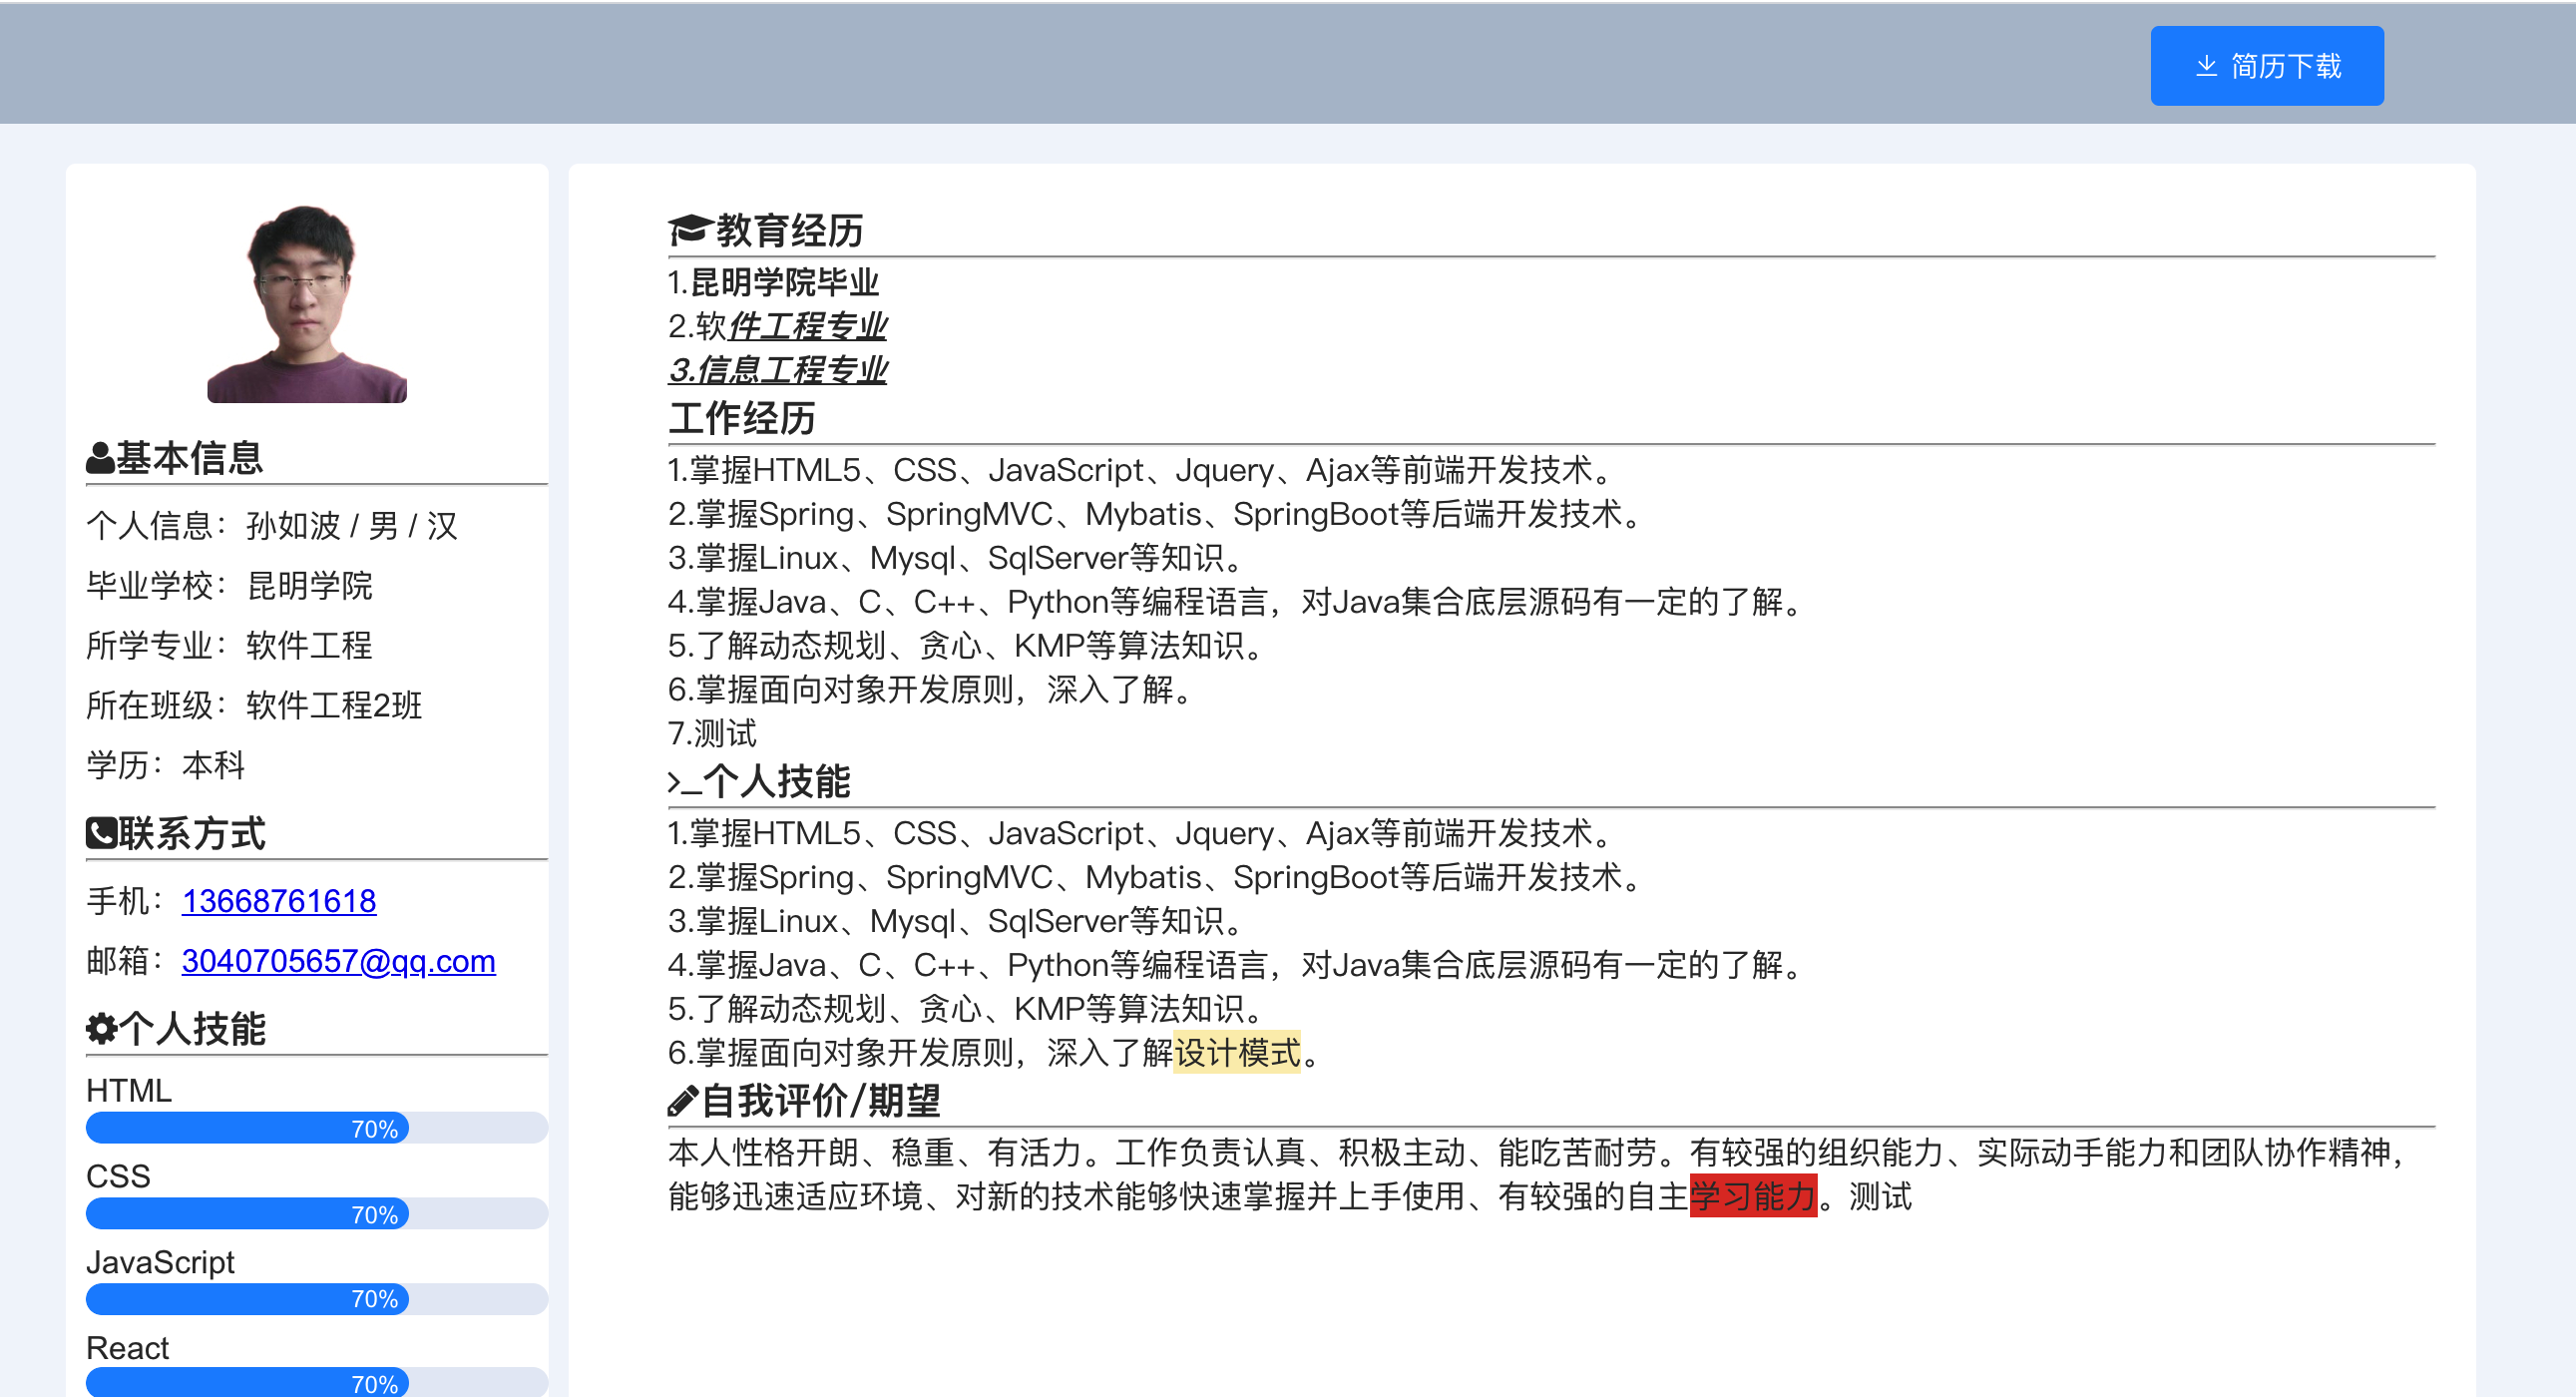 简历下载
基本信息
个人信息：孙如波 / 男 / 汉
毕业学校：昆明学院
所学专业：软件工程
所在班级：软件工程2班
学历：本科
联系方式
手机：13668761618
邮箱：3040705657@qq.com
个人技能
HTML
70%
CSS
70%
JavaScript
70%
React
70%
教育经历
1.昆明学院毕业
2.软件工程专业
3.信息工程专业
工作经历
1.掌握HTML5、CSS、JavaScript、Jquery、Ajax等前端开发技术。
2.掌握Spring、SpringMVC、Mybatis、SpringBoot等后端开发技术。
3.掌握Linux、Mysql、SqlServer等知识。
4.掌握Java、C、C++、Python等编程语言，对Java集合底层源码有一定的了解。
5.了解动态规划、贪心、KMP等算法知识。
6.掌握面向对象开发原则，深入了解。
7.测试
个人技能
1.掌握HTML5、CSS、JavaScript、Jquery、Ajax等前端开发技术。
2.掌握Spring、SpringMVC、Mybatis、SpringBoot等后端开发技术。
3.掌握Linux、Mysql、SqlServer等知识。
4.掌握Java、C、C++、Python等编程语言，对Java集合底层源码有一定的了解。
5.了解动态规划、贪心、KMP等算法知识。
6.掌握面向对象开发原则，深入了解设计模式。
自我评价/期望
本人性格开朗、稳重、有活力。工作负责认真、积极主动、能吃苦耐劳。有较强的组织能力、实际动手能力和团队协作精神，
能够迅速适应环境、对新的技术能够快速掌握并上手使用、有较强的自主学习能力。测试